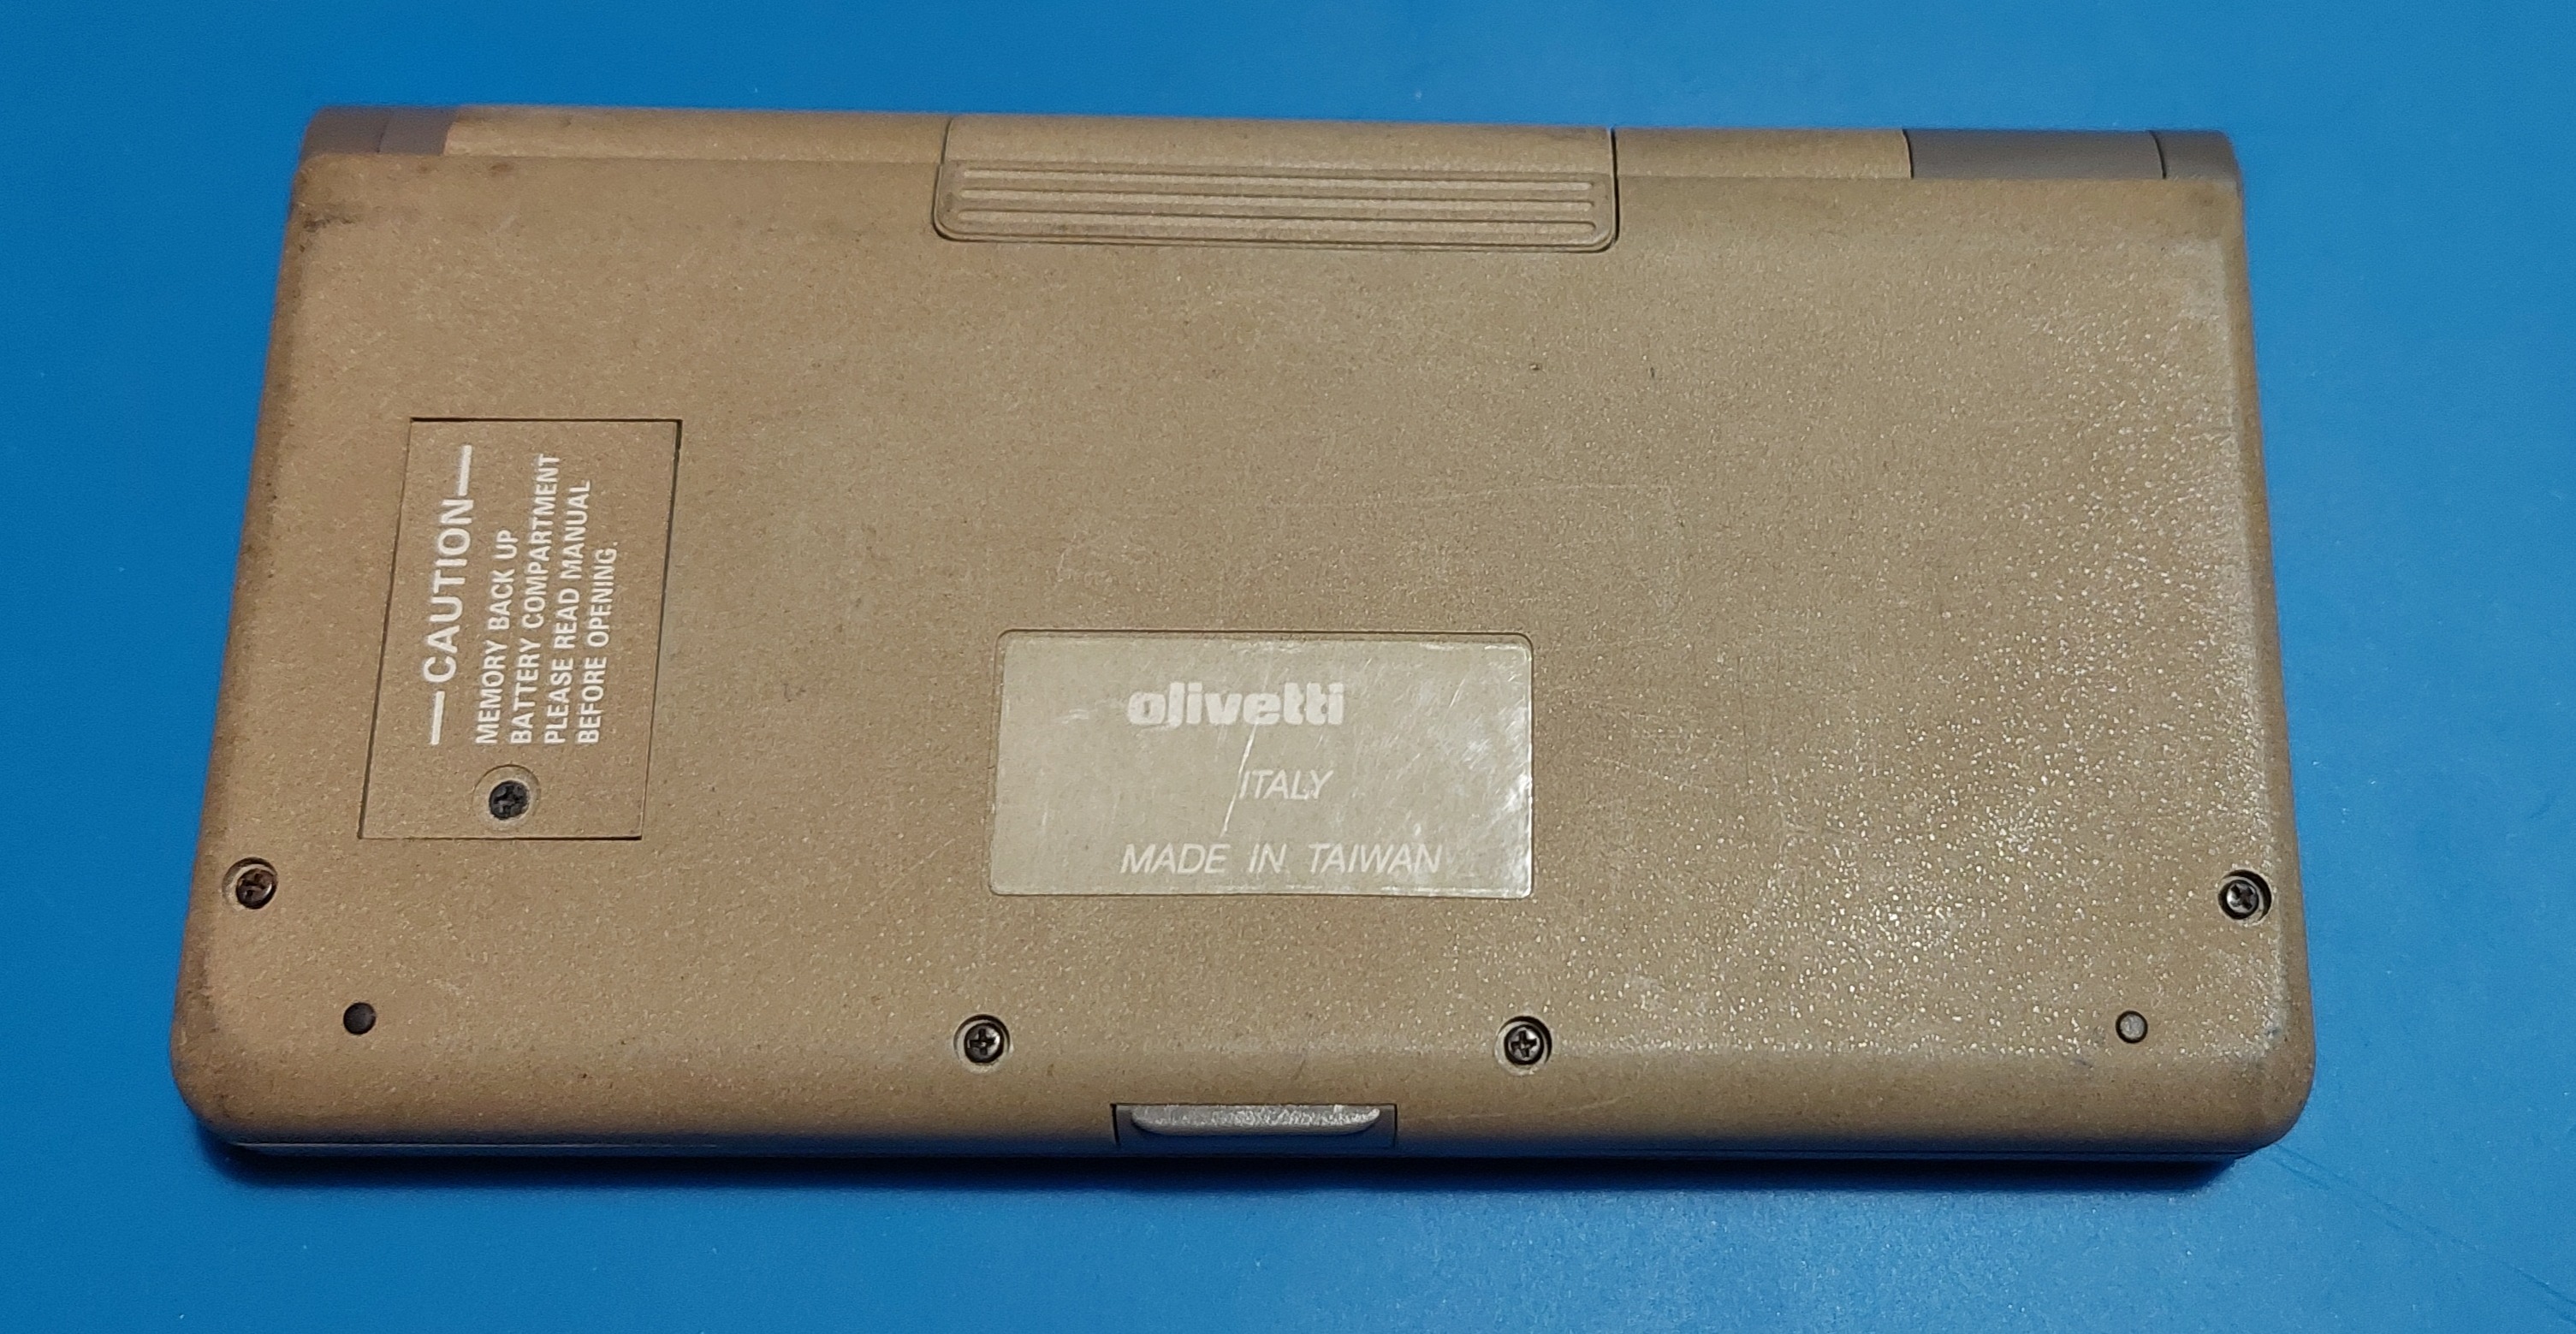 —CAUTION—
MEMORY BACK UP
BATTERY COMPARTMENT
PLEASE READ MANUAL
BEFORE OPENING.
olivetti
ITALY
MADE IN TAIWAN